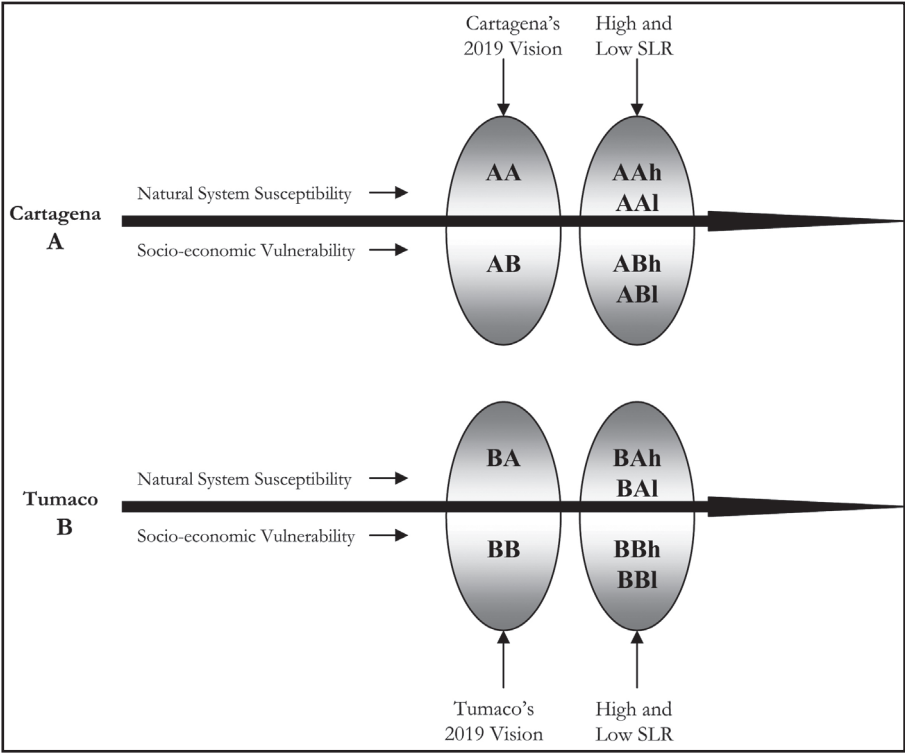 Cartagena's
2019 Vision
High and
Low SLR
Natural System Susceptibility
AA
AAh
AAl
Cartagena
A
Socio-economic Vulnerability
AB
ABh
ABl
Natural System Susceptibility
BA
BAh
BAl
Tumaco
B
Socio-economic Vulnerability
BB
BBh
BBl
Tumaco's
2019 Vision
High and
Low SLR